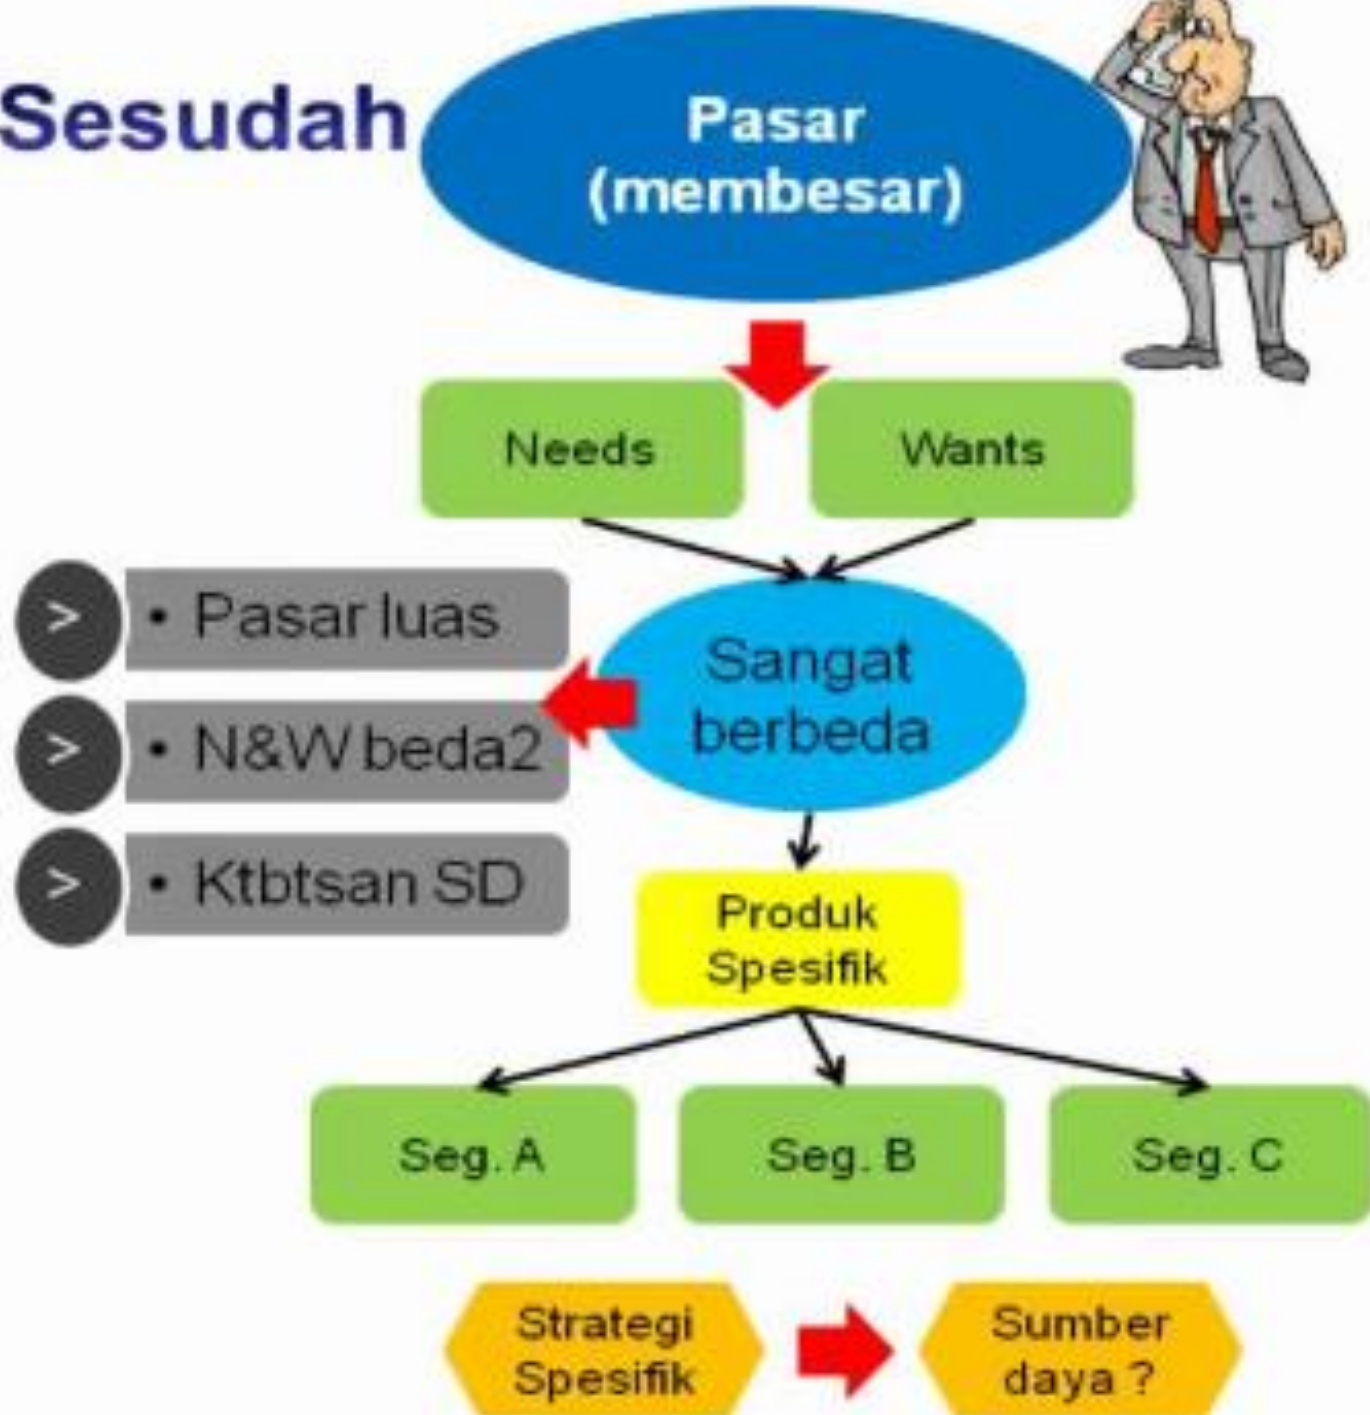 Sesudah
Pasar
(membesar)
Needs
Wants
> • Pasar luas
> • N&W beda2
> • Ktbtsan SD
Sangat
berbeda
Produk
Spesifik
Seg. A
Seg. B
Seg. C
Strategi
Spesifik
Sumber
daya ?